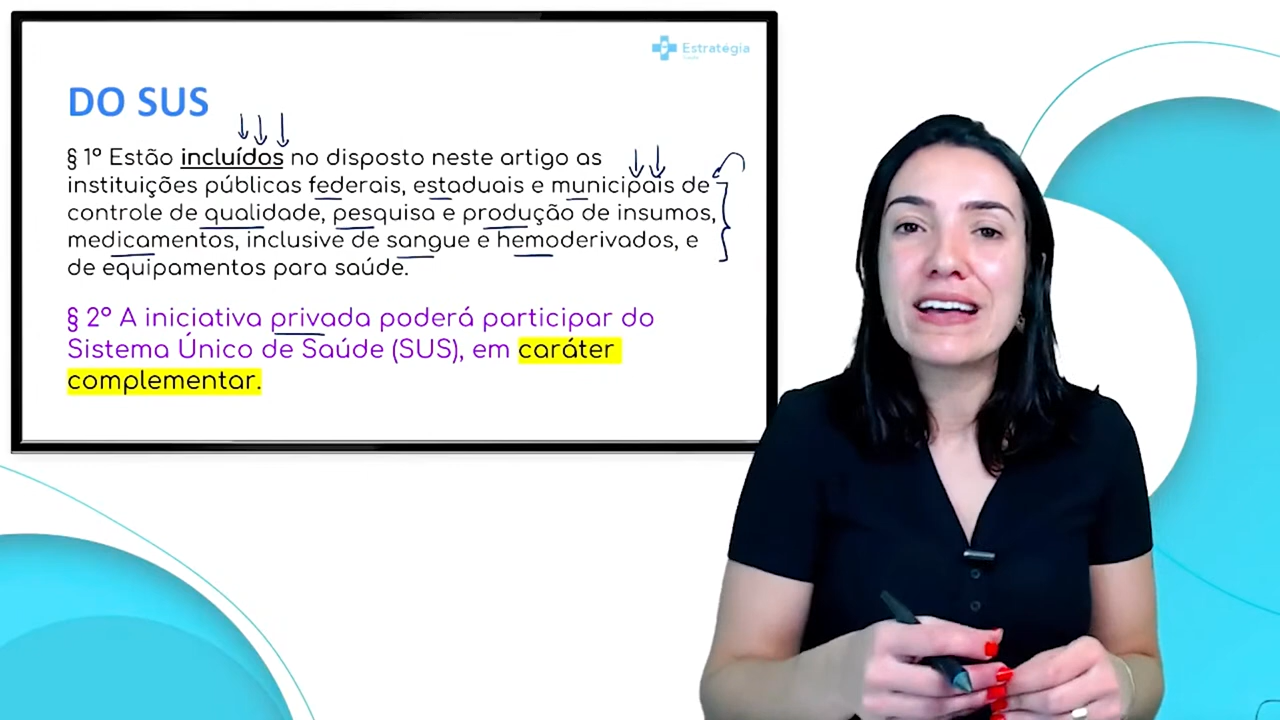 Estratégia
DO SUS
§ 1º Estão incluídos no disposto neste artigo as
instituições públicas federais, estaduais e municipais de
controle de qualidade, pesquisa e produção de insumos,
medicamentos, inclusive de sangue e hemoderivados, e
de equipamentos para saúde.
§ 2º A iniciativa privada poderá participar do
Sistema Único de Saúde (SUS), em caráter
complementar.